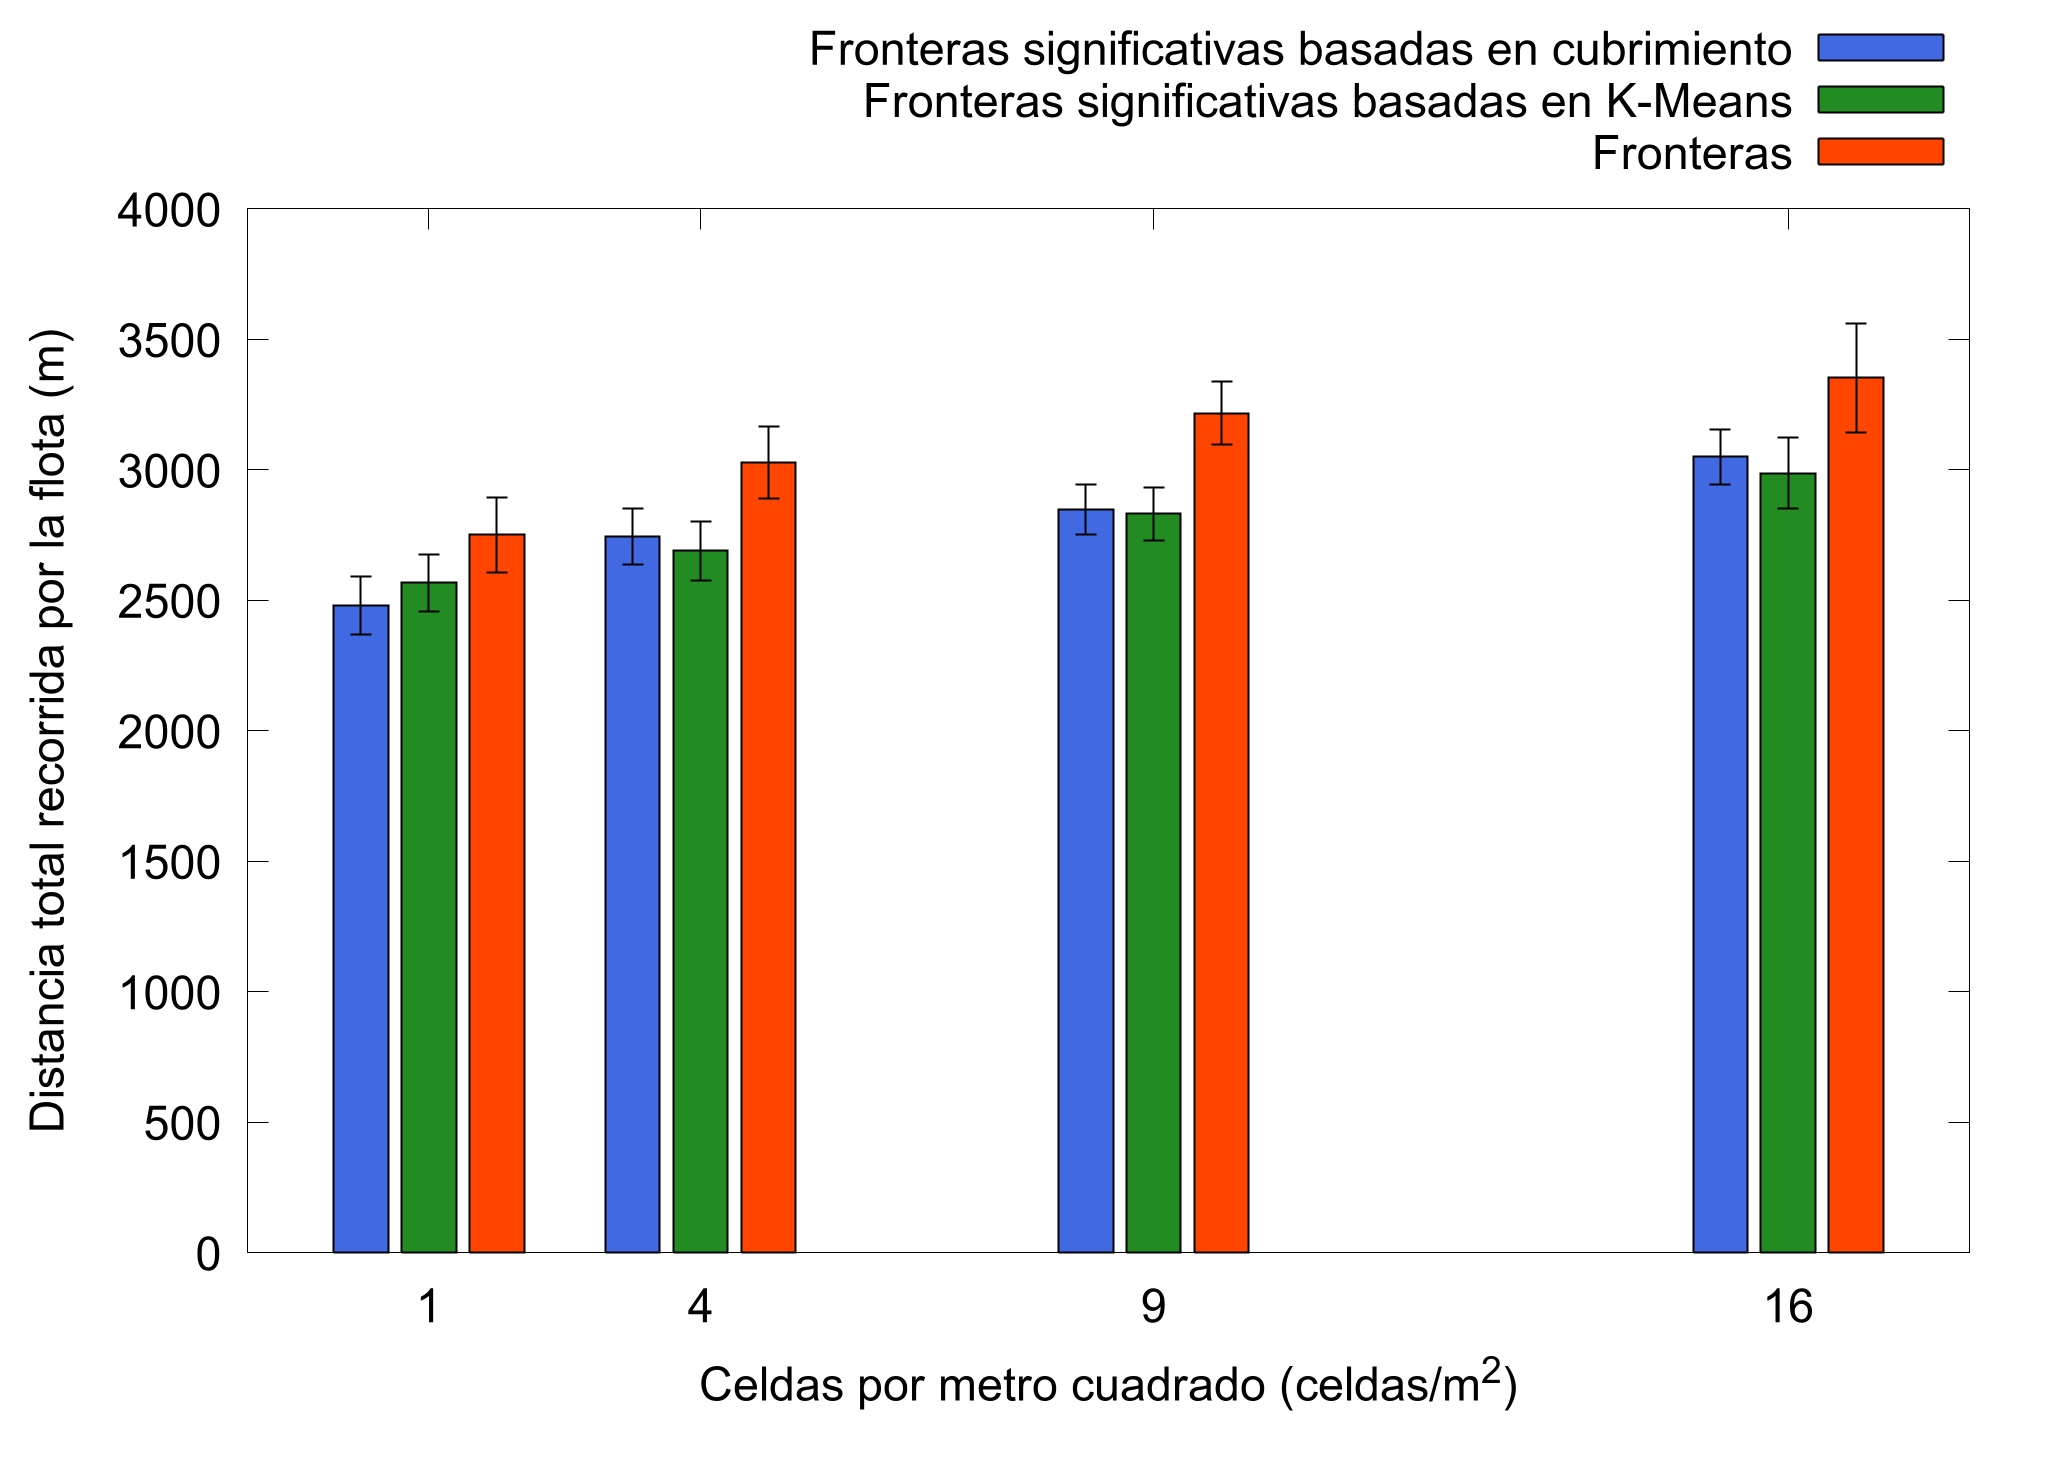 Fronteras significativas basadas en cubrimiento
Fronteras significativas basadas en K-Means
Fronteras
4000
3500
3000
2500
2000
1500
1000
500
0
Distancia total recorrida por la flota (m)
1 4 9 16
Celdas por metro cuadrado (celdas/m²)